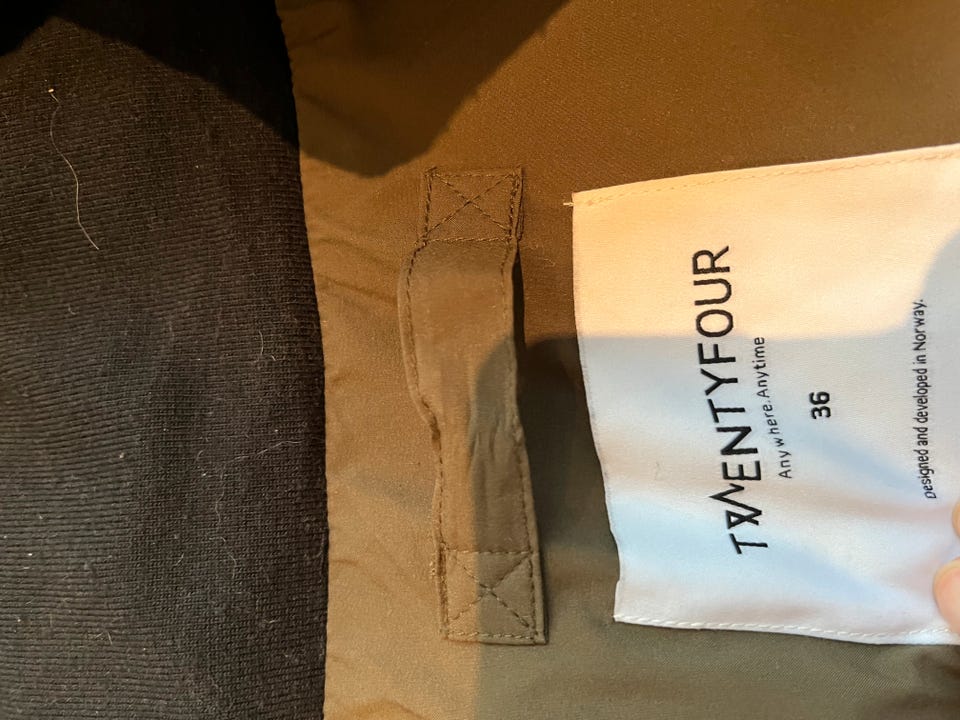 TWENTYFOUR
Anywhere.Anytime
36
Designed and developed in Norway.